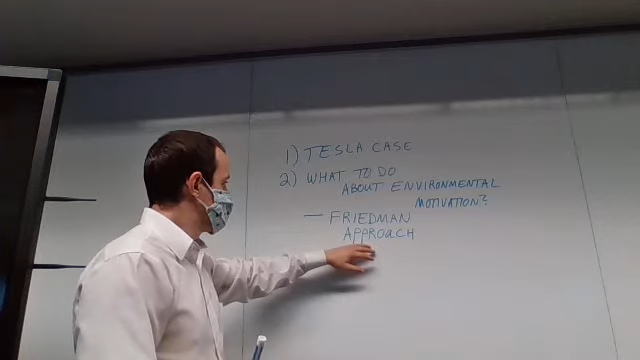 1) TESLA CASE
2) WHAT TO DO
ABOUT ENVIRONMENTAL
MOTIVATION?
— FRIEDMAN
APPROACH